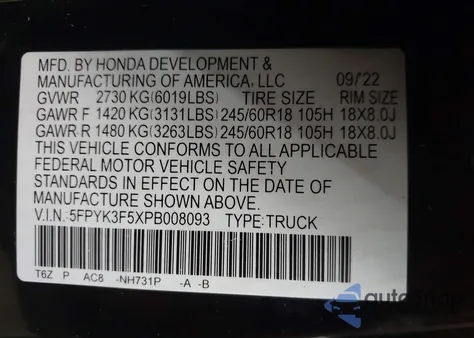 MFD. BY HONDA DEVELOPMENT &
MANUFACTURING OF AMERICA, LLC 09/22
GVWR 2730 KG(6019LBS) TIRE SIZE RIM SIZE
GAWR F 1420 KG(3131LBS) 245/60R18 105H 18X8.0J
GAWR R 1480 KG(3263LBS) 245/60R18 105H 18X8.0J
THIS VEHICLE CONFORMS TO ALL APPLICABLE
FEDERAL MOTOR VEHICLE SAFETY
STANDARDS IN EFFECT ON THE DATE OF
MANUFACTURE SHOWN ABOVE.
V.I.N.:5FPYK3F5XPB008093 TYPE:TRUCK
T6Z P AC8 -NH731P -A -B
autoSnap